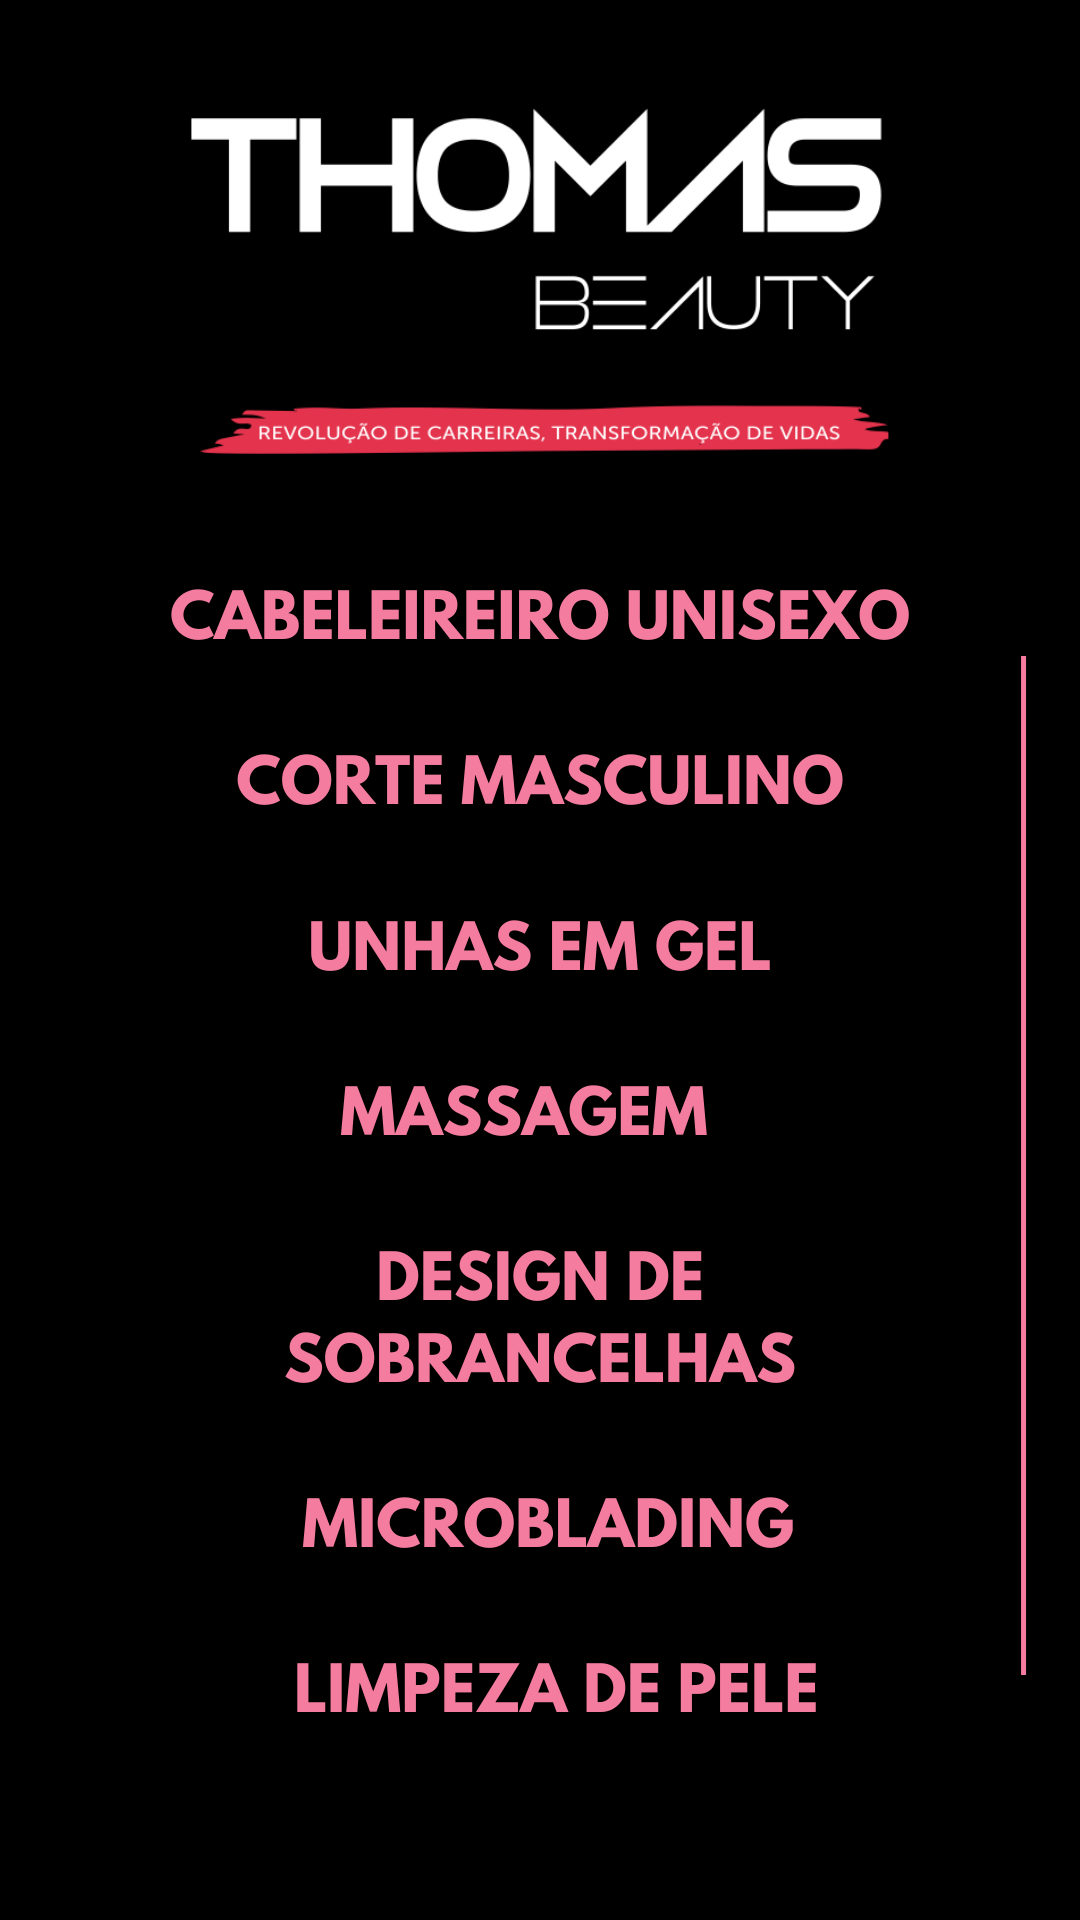 THOMAS
BEAUTY
REVOLUÇÃO DE CARREIRAS, TRANSFORMAÇÃO DE VIDAS
CABELEIREIRO UNISEXO
CORTE MASCULINO
UNHAS EM GEL
MASSAGEM
DESIGN DE
SOBRANCELHAS
MICROBLADING
LIMPEZA DE PELE